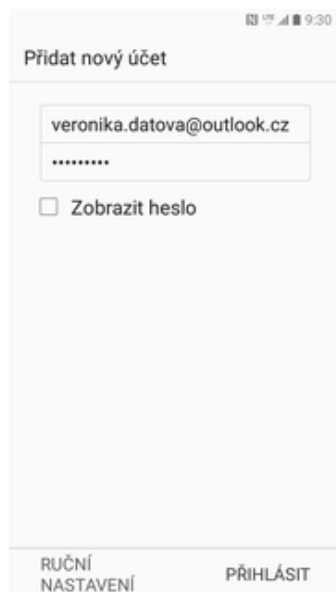 9:30
Přidat nový účet
veronika.datova@outlook.cz
•••••••••
Zobrazit heslo
RUČNÍ
NASTAVENÍ
PŘIHLÁSIT